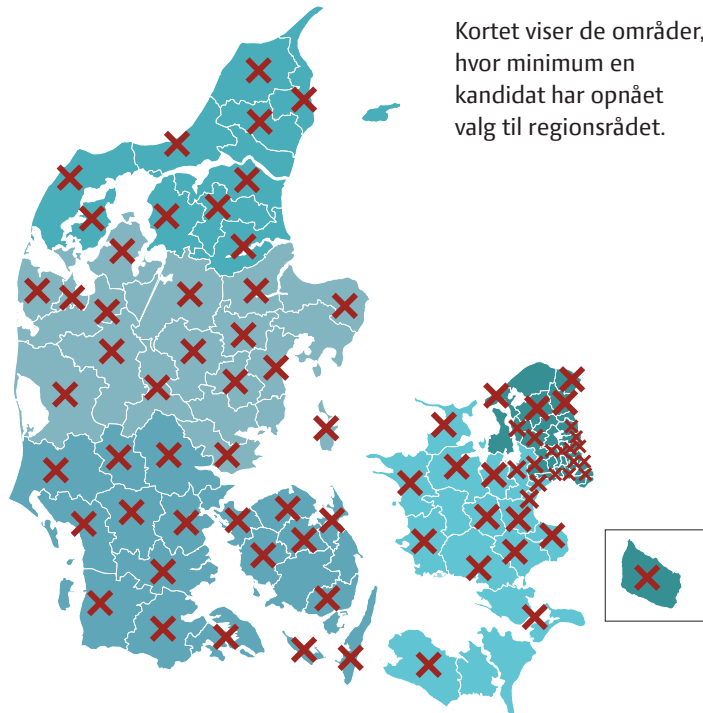 Kortet viser de områder,
hvor minimum en
kandidat har opnået
valg til regionsrådet.